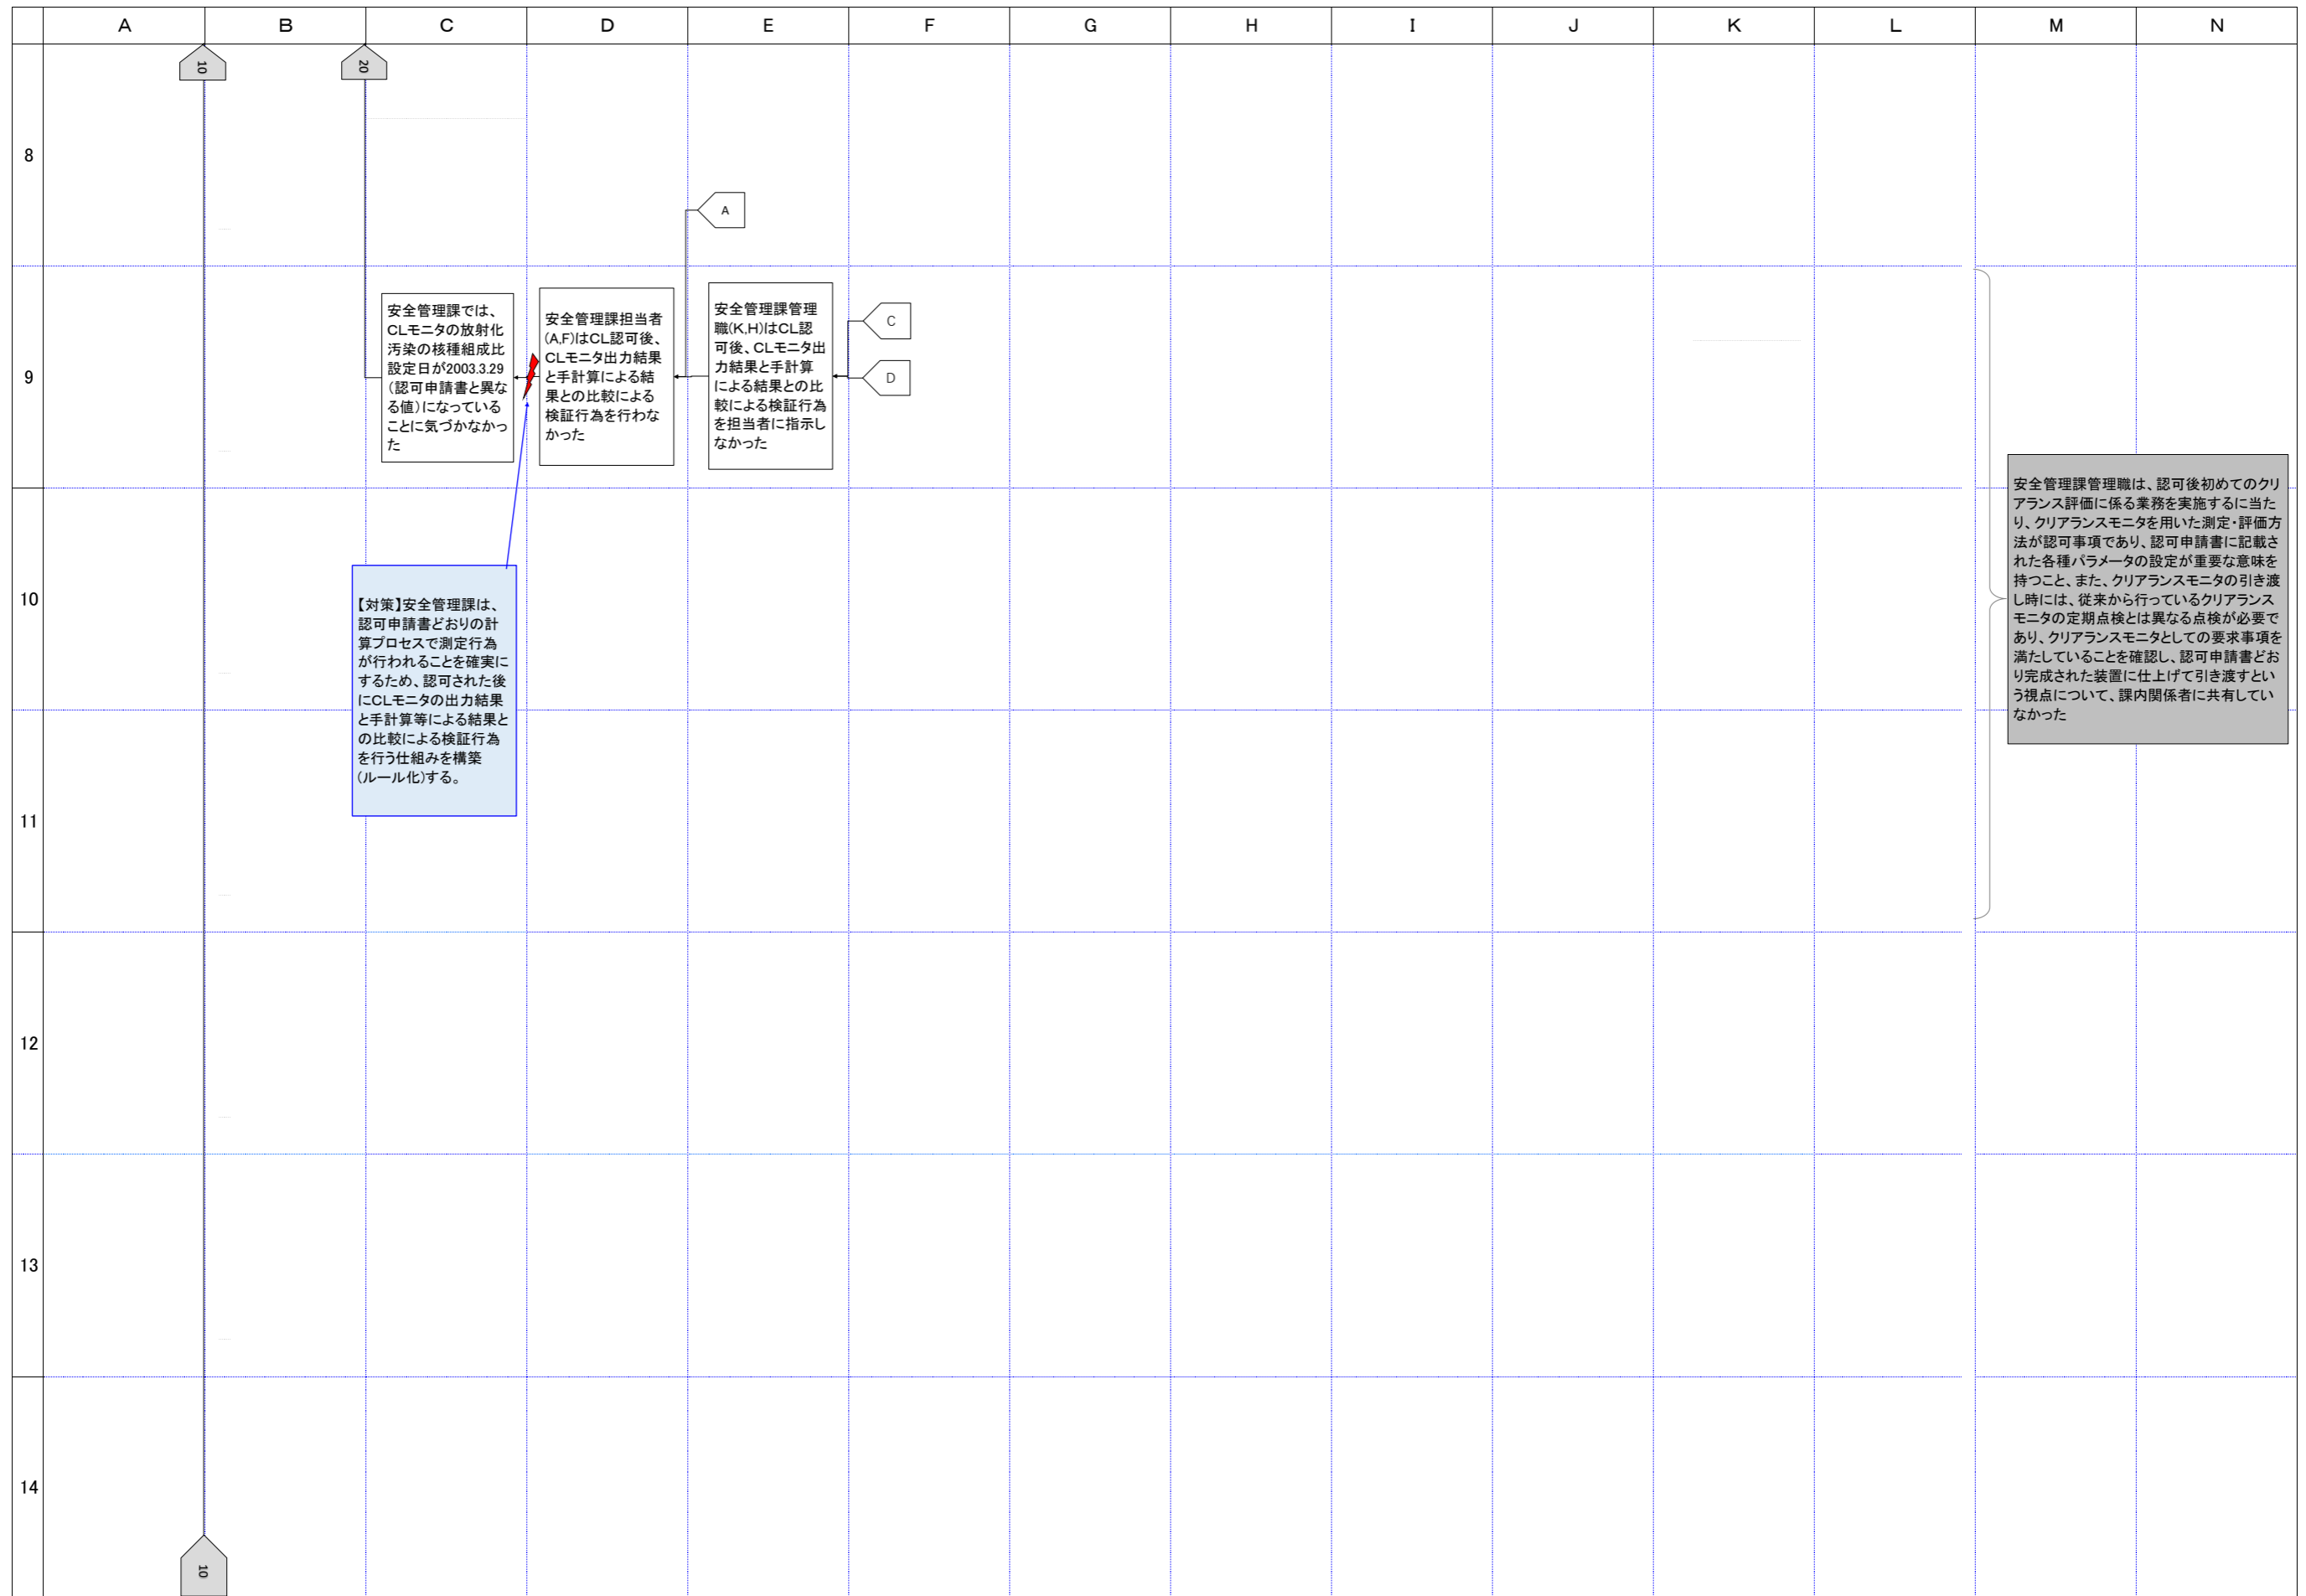 A
B
C
D
E
F
G
H
I
J
K
L
M
N
10
20
8
A
安全管理課では、
CLモニタの放射化
汚染の核種組成比
設定日が2003.3.29
(認可申請書と異な
る値)になっている
ことに気づかなかっ
た
安全管理課担当者
(A,F)はCL認可後、
CLモニタ出力結果
と手計算による結
果との比較による
検証行為を行わな
かった
安全管理課管理
職(K,H)はCL認
可後、CLモニタ出
力結果と手計算
による結果との比
較による検証行為
を担当者に指示し
なかった
C
D
9
安全管理課管理職は、認可後初めてのクリ
アランス評価に係る業務を実施するに当た
り、クリアランスモニタを用いた測定・評価方
法が認可事項であり、認可申請書に記載さ
れた各種パラメータの設定が重要な意味を
持つこと、また、クリアランスモニタの引き渡
し時には、従来から行っているクリアランス
モニタの定期点検とは異なる点検が必要で
あり、クリアランスモニタとしての要求事項を
満たしていることを確認し、認可申請書どお
り完成された装置に仕上げて引き渡すとい
う視点について、課内関係者に共有してい
なかった
10
【対策】安全管理課は、
認可申請書どおりの計
算プロセスで測定行為
が行われることを確実に
するため、認可された後
にCLモニタの出力結果
と手計算等による結果と
の比較による検証行為
を行う仕組みを構築
(ルール化)する。
11
12
13
14
10